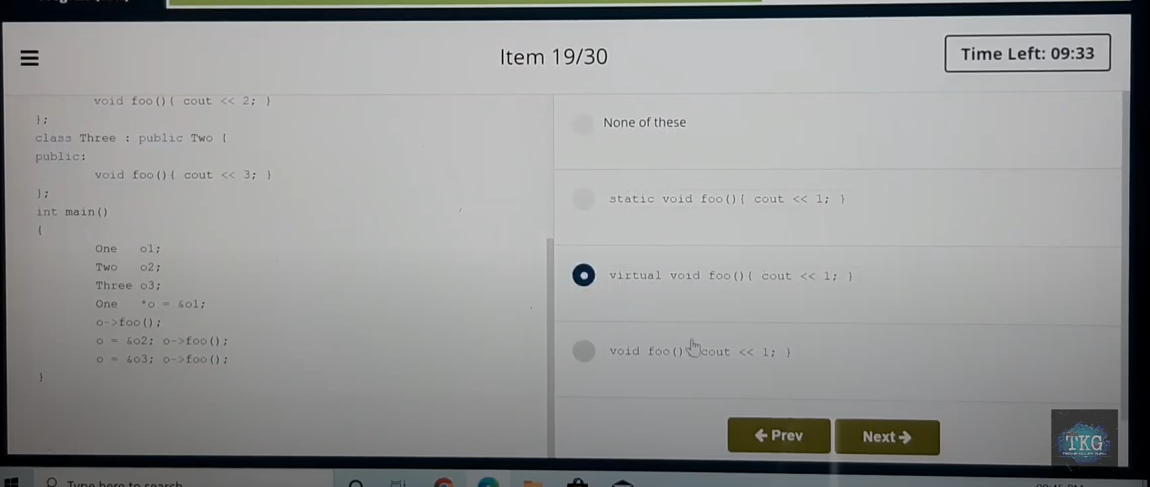 Item 19/30
Time Left: 09:33
void foo(){ cout << 2; }
};
class Three : public Two {
public:
void foo(){ cout << 3; }
};
int main()
{
One o1;
Two o2;
Three o3;
One *o = &o1;
o->foo();
o = &o2; o->foo();
o = &o3; o->foo();
}
None of these
static void foo(){ cout << 1; }
virtual void foo(){ cout << 1; }
void foo() cout << 1; }
Prev
Next
TKG
Type here to search